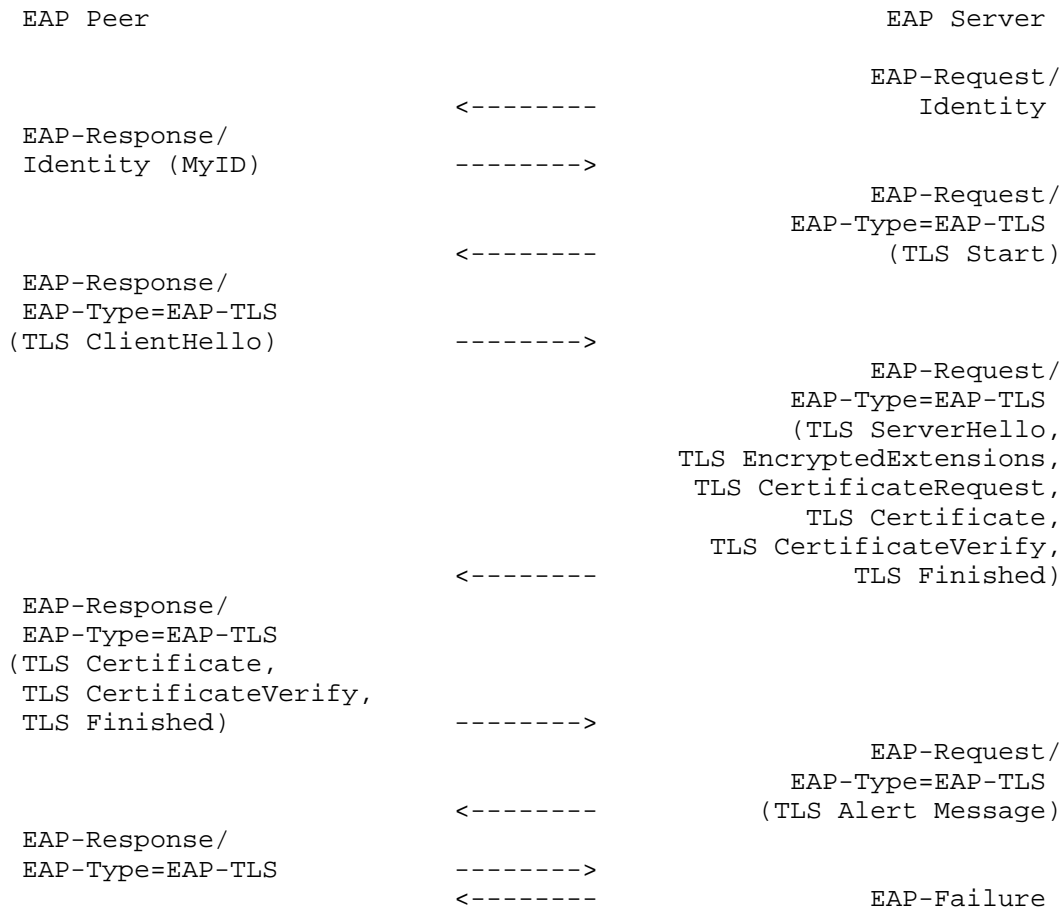 EAP Peer                                              EAP Server

                                                    EAP-Request/
                            <--------                   Identity
EAP-Response/
Identity (MyID)             -------->
                                                    EAP-Request/
                                               EAP-Type=EAP-TLS
                            <--------                (TLS Start)
EAP-Response/
EAP-Type=EAP-TLS
(TLS ClientHello)           -------->
                                                    EAP-Request/
                                               EAP-Type=EAP-TLS
                                               (TLS ServerHello,
                                        TLS EncryptedExtensions,
                                         TLS CertificateRequest,
                                                TLS Certificate,
                                          TLS CertificateVerify,
                            <--------              TLS Finished)
EAP-Response/
EAP-Type=EAP-TLS
(TLS Certificate,
TLS CertificateVerify,
TLS Finished)               -------->
                                                    EAP-Request/
                                               EAP-Type=EAP-TLS
                            <--------        (TLS Alert Message)
EAP-Response/
EAP-Type=EAP-TLS            -------->
                            <--------                EAP-Failure